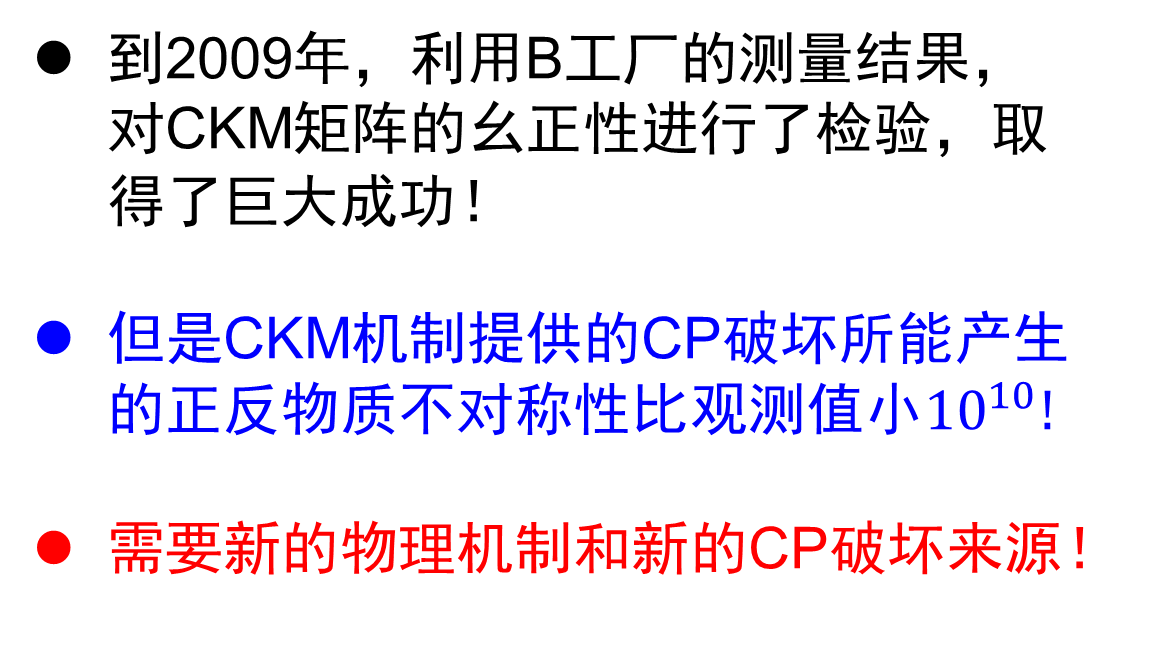 ● 到2009年，利用B工厂的测量结果，
对CKM矩阵的幺正性进行了检验，取
得了巨大成功！
● 但是CKM机制提供的CP破坏所能产生
的正反物质不对称性比观测值小10¹⁰！
● 需要新的物理机制和新的CP破坏来源！